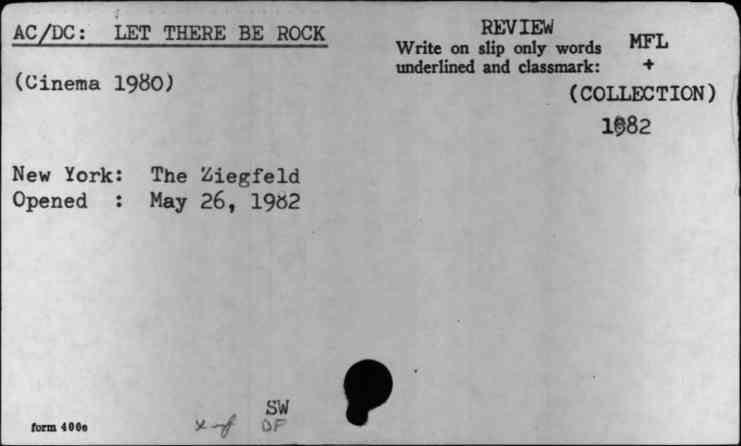 AC/DC: LET THERE BE ROCK
REVIEW
Write on slip only words
underlined and classmark:
MFL
+
(COLLECTION)
1982
(Cinema 1980)
New York: The Ziegfeld
Opened : May 26, 1982
SW
x-rf DF
form 400e